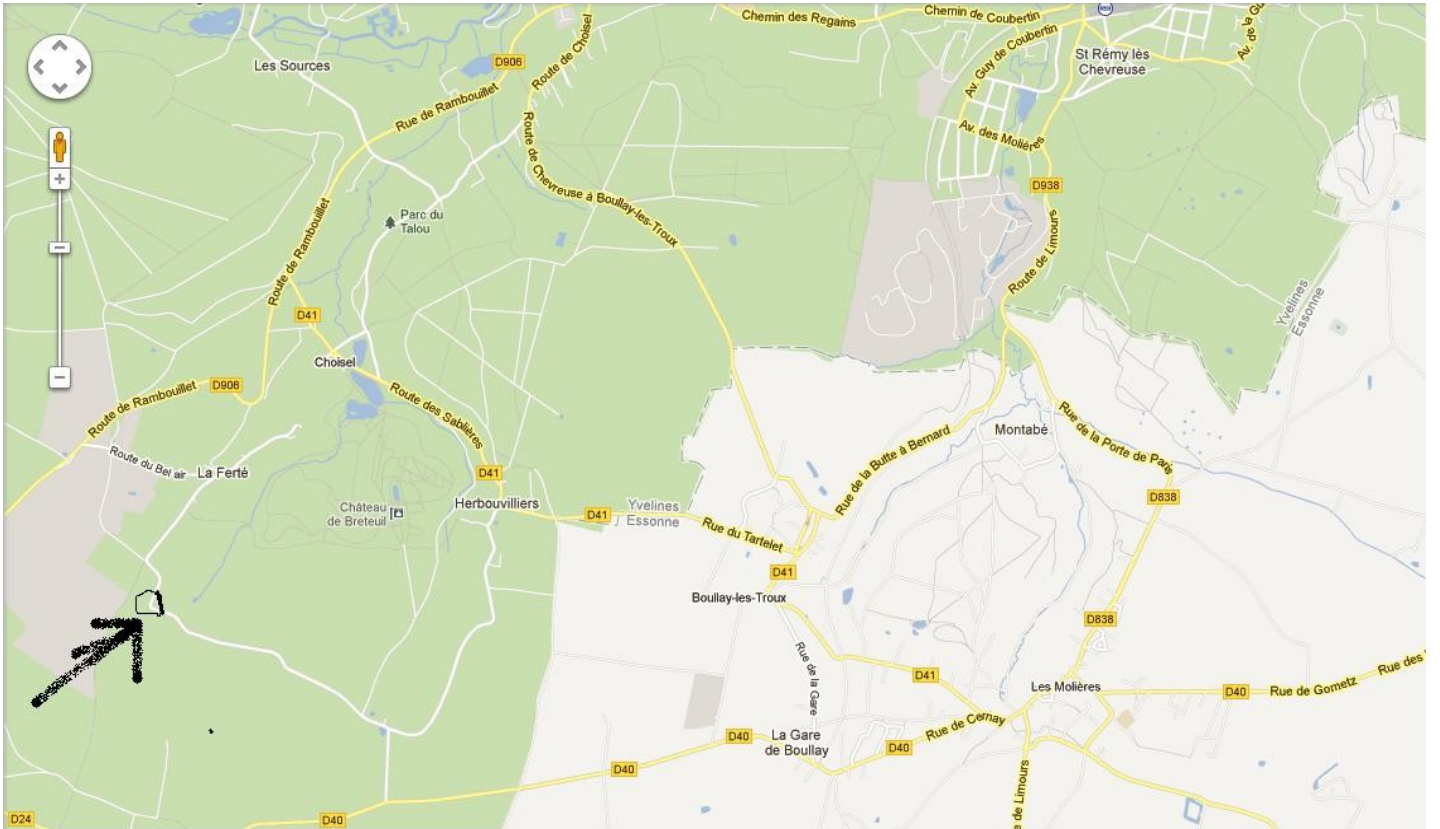 Chemin des Regains
Chemin de Coubertin
Les Sources
D906
Route de Choisel
Rue de Rambouillet
Av. Guy de Coubertin
St Rémy lès
Chevreuse
Av. des Molières
D938
Route de Chevreuse à Boullay-les-Troux
Parc du
Talou
Route de Rambouillet
Route de Limours
Yvelines
Essonne
D41
Choisel
D906
Route de Rambouillet
Route des Sablières
Route du Bel air
La Ferté
D41
Herbouvilliers
Château
de Breteuil
D41
Yvelines
Essonne
Rue du Tartelet
Rue de la Butte à Bernard
Montabé
Rue de la Porte de Paris
D838
D41
Boullay-les-Troux
D838
Rue de la Gare
D41
Les Molières
D40
Rue de Gometz
Rue des
La Gare
de Boullay
D40
D40
Rue de Cernay
D40
de Limours
D24
D40